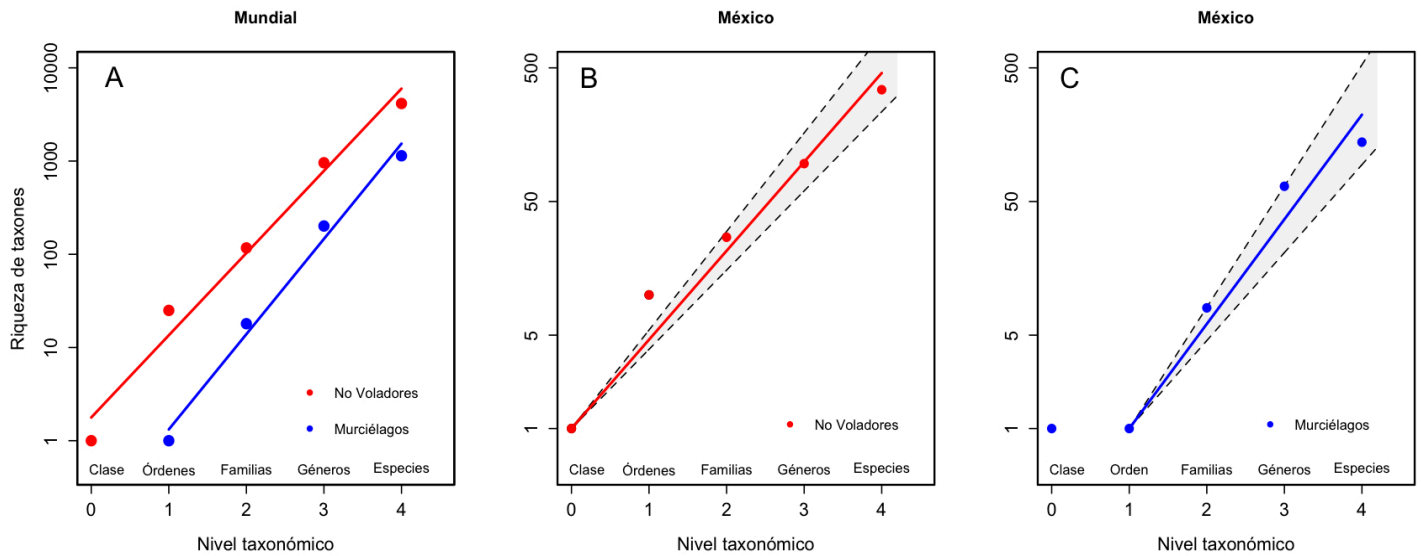 Mundial
A
10000
1000
100
10
1
Riqueza de taxones
No Voladores
Murciélagos
Clase Órdenes Familias Géneros Especies
0 1 2 3 4
Nivel taxonómico
México
B
500
50
5
1
No Voladores
Clase Órdenes Familias Géneros Especies
0 1 2 3 4
Nivel taxonómico
México
C
500
50
5
1
Murciélagos
Clase Orden Familias Géneros Especies
0 1 2 3 4
Nivel taxonómico